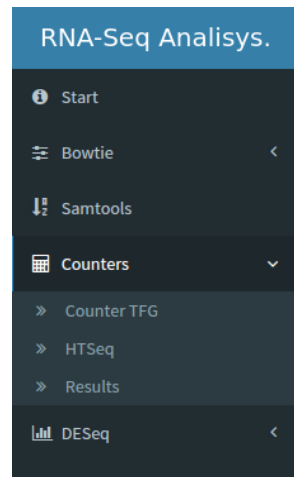 RNA-Seq Analisys.
Start
Bowtie
Samtools
Counters
Counter TFG
HTSeq
Results
DESeq